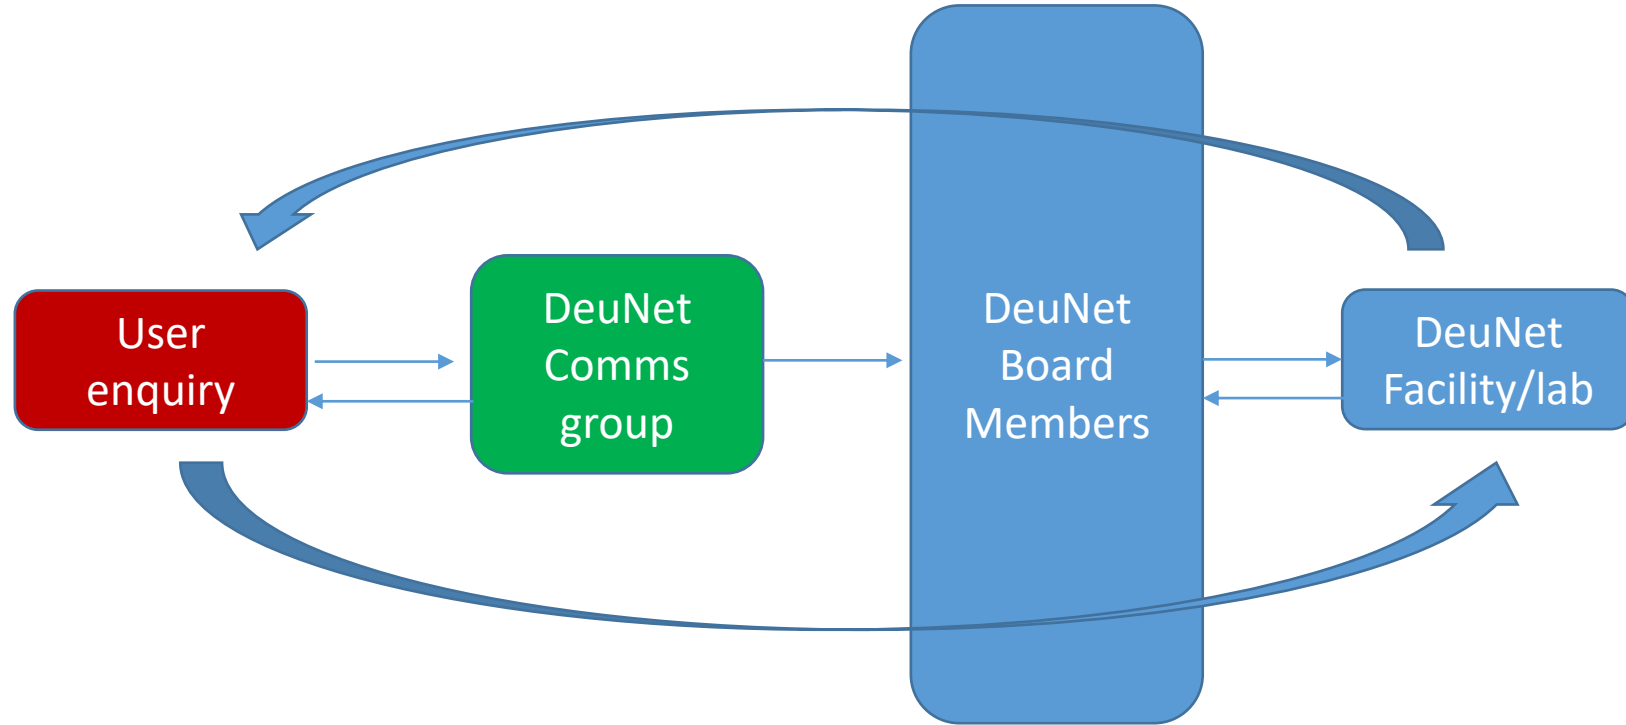 User
enquiry
DeuNet
Comms
group
DeuNet
Board
Members
DeuNet
Facility/lab